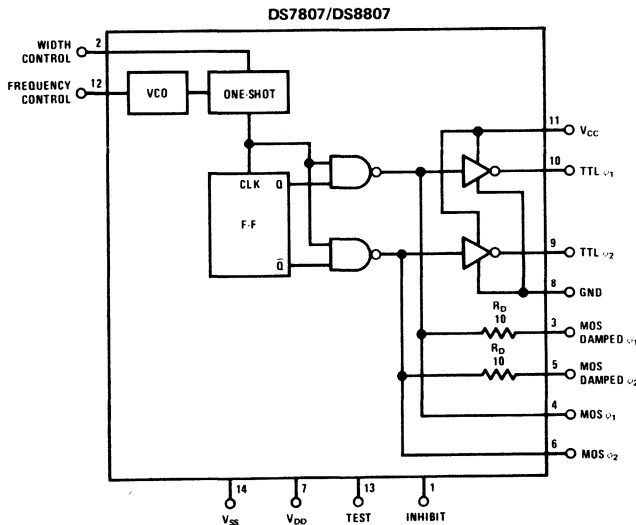 DS7807/DS8807
WIDTH
CONTROL
2
FREQUENCY
CONTROL
12
VCO
ONE-SHOT
CLK
Q
F-F
Q̅
11
VCC
10
TTL φ1
9
TTL φ2
8
GND
RD
10
3
MOS
DAMPED φ1
RD
10
5
MOS
DAMPED φ2
4
MOS φ1
6
MOS φ2
14
7
13
1
VSS
VDD
TEST
INHIBIT